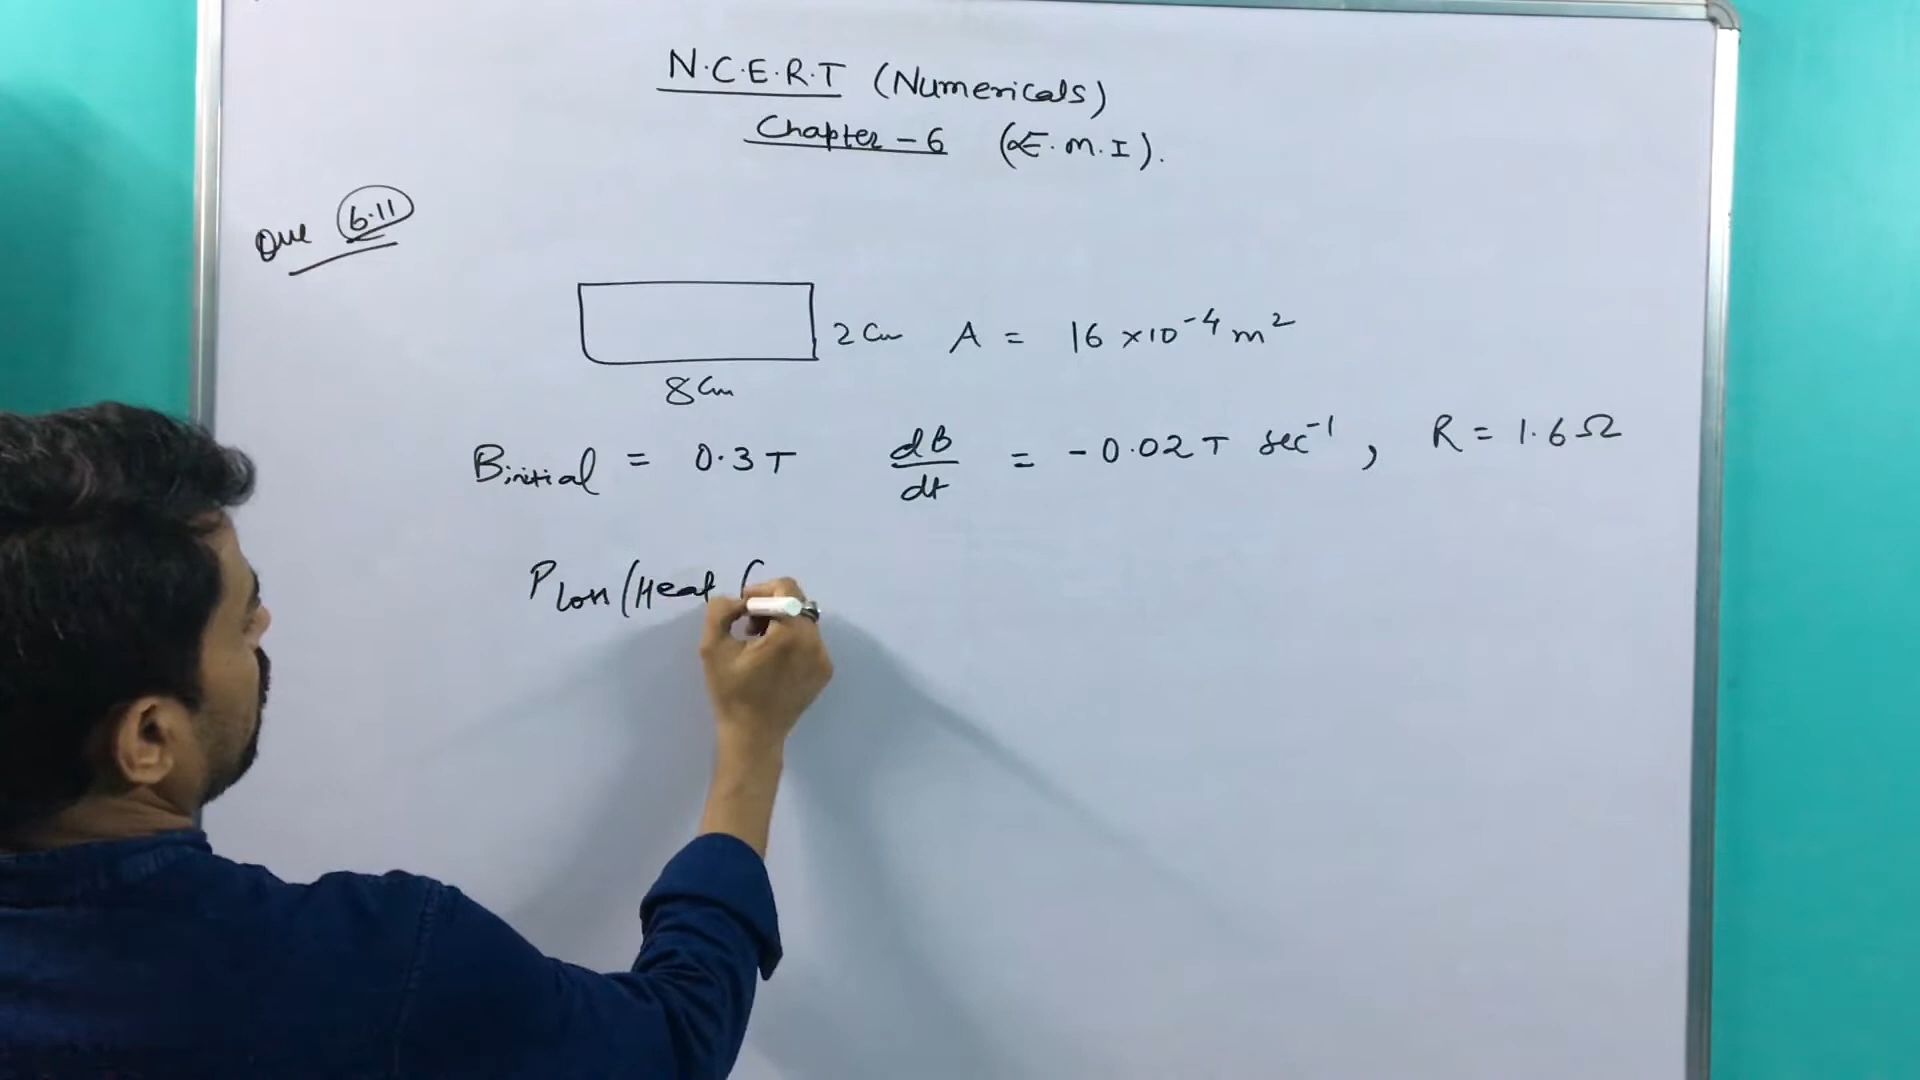 N.C.E.R.T (Numericals)
Chapter - 6 (E.M.I).
Que 6.11
2 Cm A = 16 × 10⁻⁴ m²
8 Cm
Binitial = 0.3 T dB/dt = -0.02 T sec⁻¹, R = 1.6 Ω
PLoss (Heat